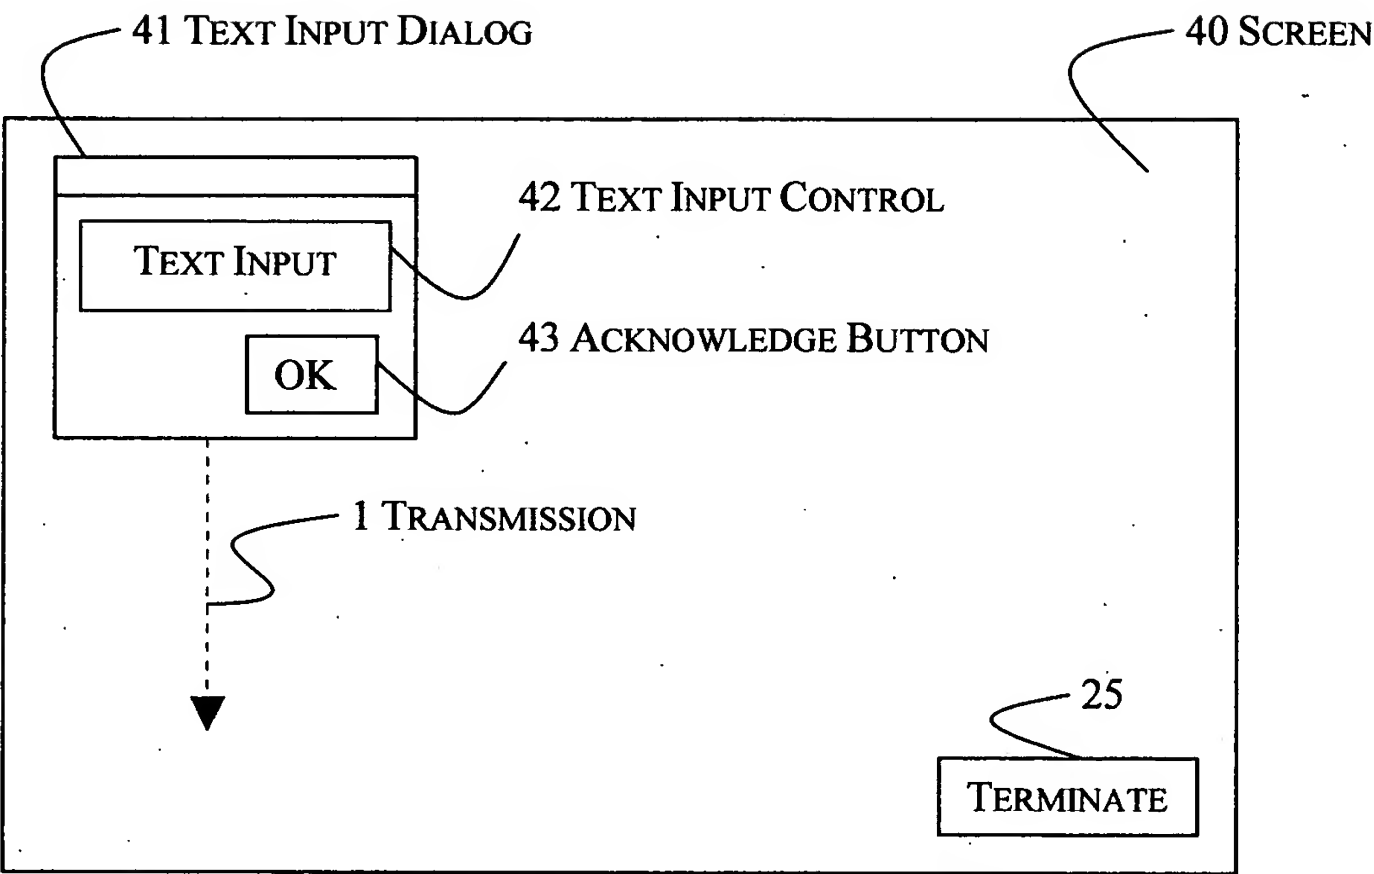 41 TEXT INPUT DIALOG
40 SCREEN
42 TEXT INPUT CONTROL
TEXT INPUT
43 ACKNOWLEDGE BUTTON
OK
1 TRANSMISSION
25
TERMINATE